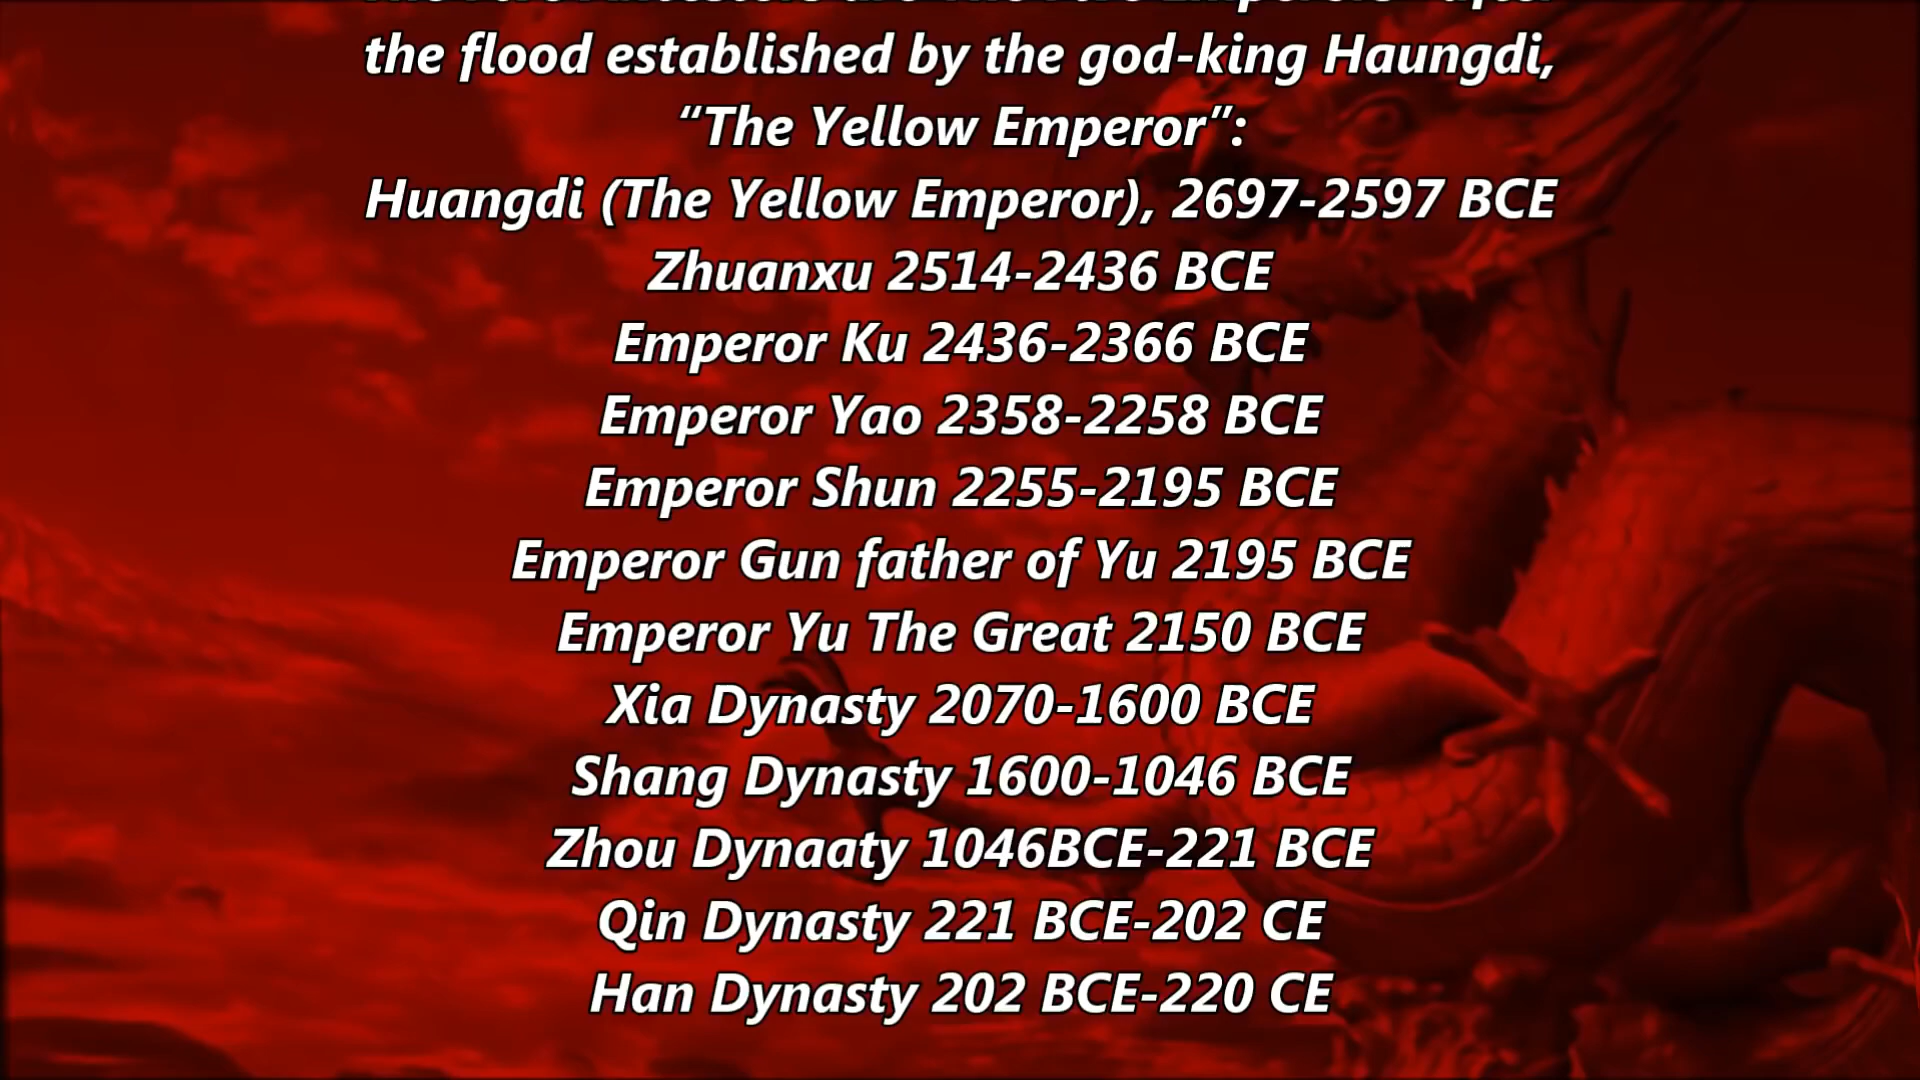 the flood established by the god-king Haungdi,
“The Yellow Emperor”:
Huangdi (The Yellow Emperor), 2697-2597 BCE
Zhuanxu 2514-2436 BCE
Emperor Ku 2436-2366 BCE
Emperor Yao 2358-2258 BCE
Emperor Shun 2255-2195 BCE
Emperor Gun father of Yu 2195 BCE
Emperor Yu The Great 2150 BCE
Xia Dynasty 2070-1600 BCE
Shang Dynasty 1600-1046 BCE
Zhou Dynaaty 1046BCE-221 BCE
Qin Dynasty 221 BCE-202 CE
Han Dynasty 202 BCE-220 CE